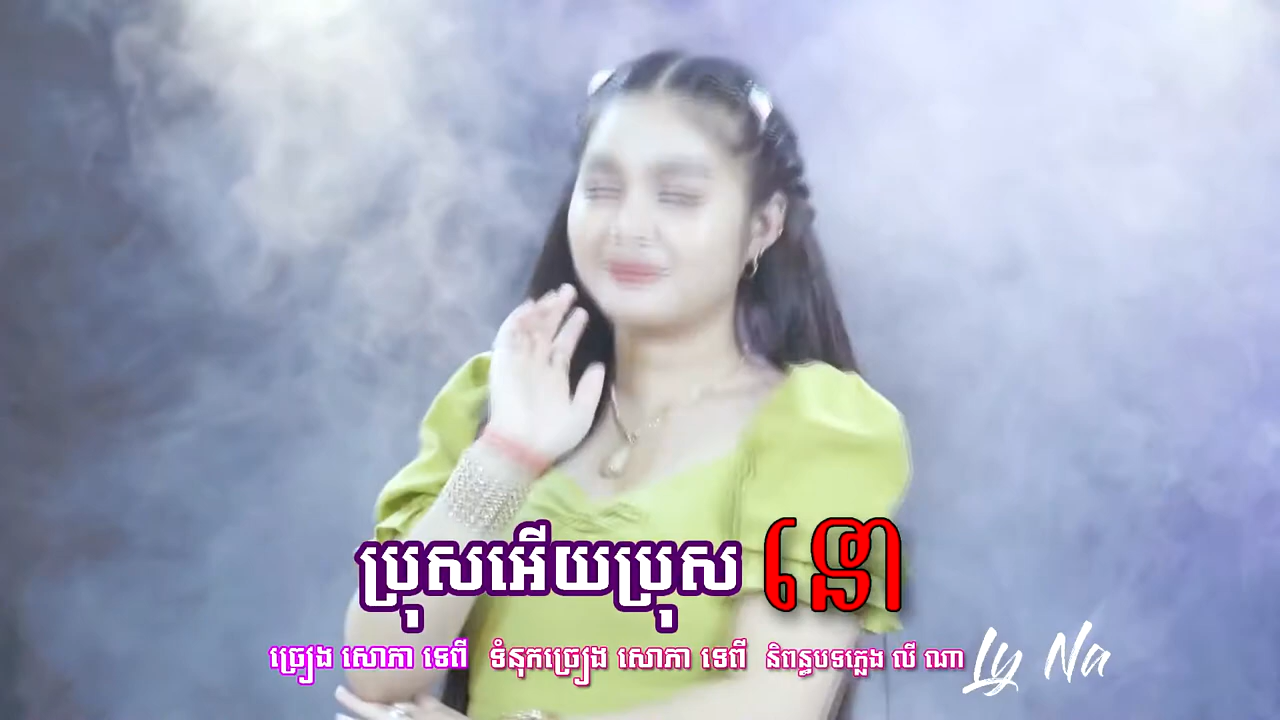 ប្រុសអើយប្រុស នោ
ច្រៀង សោភា ទេពី ទំនុកច្រៀង សោភា ទេពី និពន្ធបទភ្លេង លី ណា Ly Na